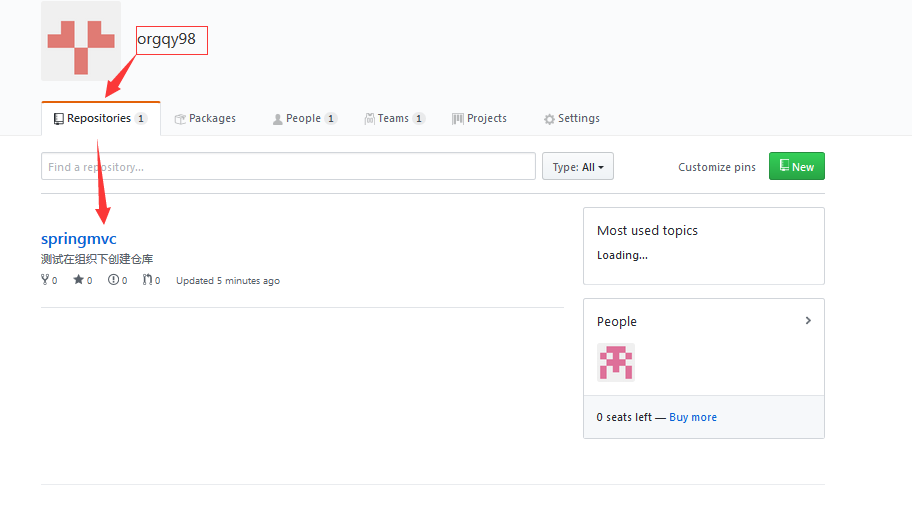 orgqy98
Repositories 1 Packages People 1 Teams 1 Projects Settings
Find a repository... Type: All Customize pins New
springmvc
测试在组织下创建仓库
0 0 0 0 Updated 5 minutes ago
Most used topics
Loading...
People
0 seats left — Buy more